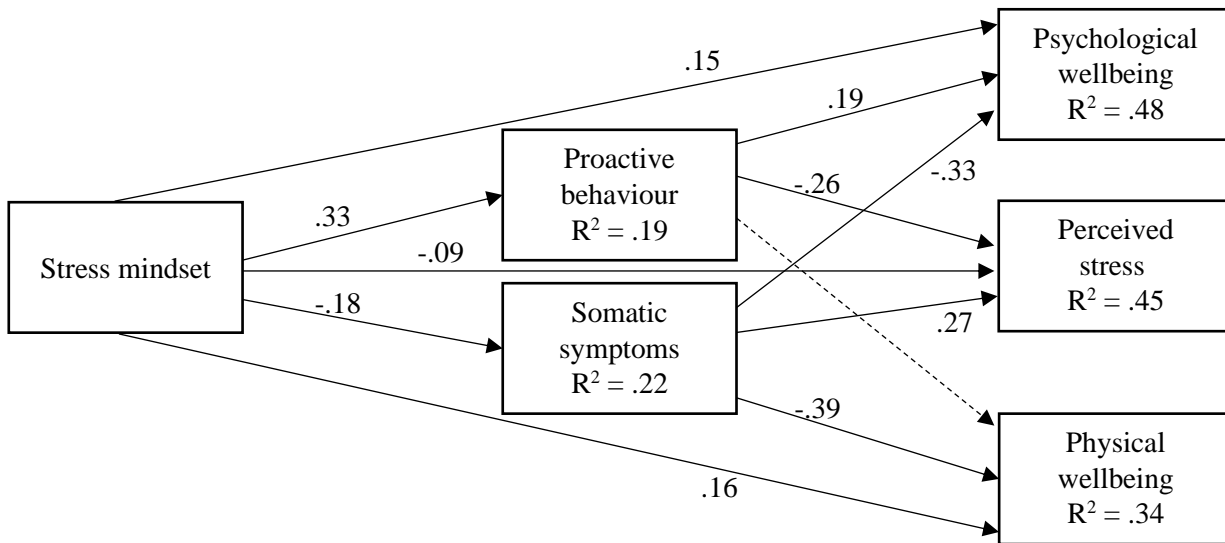 Psychological
wellbeing
R² = .48
.15
.19
Proactive
behaviour
R² = .19
-.33
-.26
.33
Stress mindset
-.09
Perceived
stress
R² = .45
-.18
Somatic
symptoms
R² = .22
.27
-.39
Physical
wellbeing
R² = .34
.16